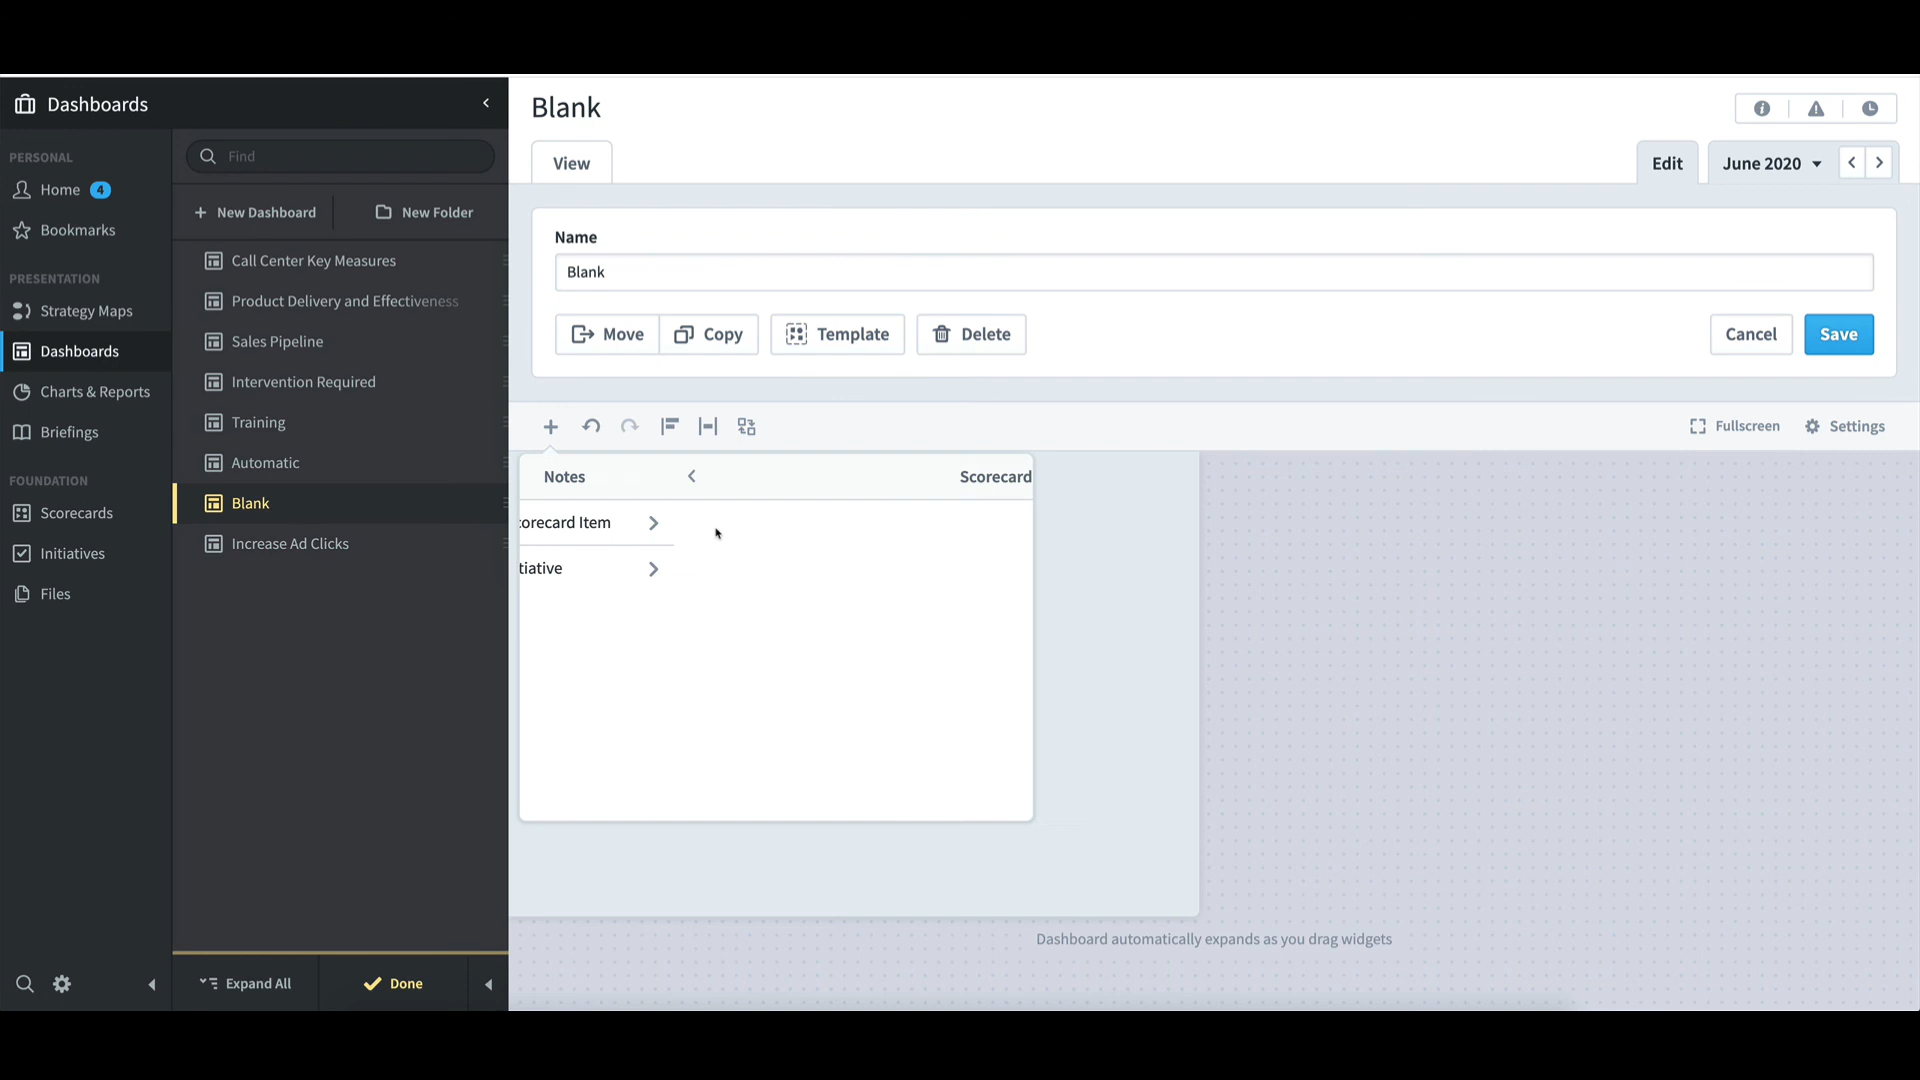 Dashboards
PERSONAL
Home 4
Bookmarks
PRESENTATION
Strategy Maps
Dashboards
Charts & Reports
Briefings
FOUNDATION
Scorecards
Initiatives
Files
Find
New Dashboard
New Folder
Call Center Key Measures
Product Delivery and Effectiveness
Sales Pipeline
Intervention Required
Training
Automatic
Blank
Increase Ad Clicks
Expand All
Done
Blank
View
Edit
June 2020
Name
Blank
Move
Copy
Template
Delete
Cancel
Save
Fullscreen
Settings
Notes
Scorecard
corecard Item
tiative
Dashboard automatically expands as you drag widgets